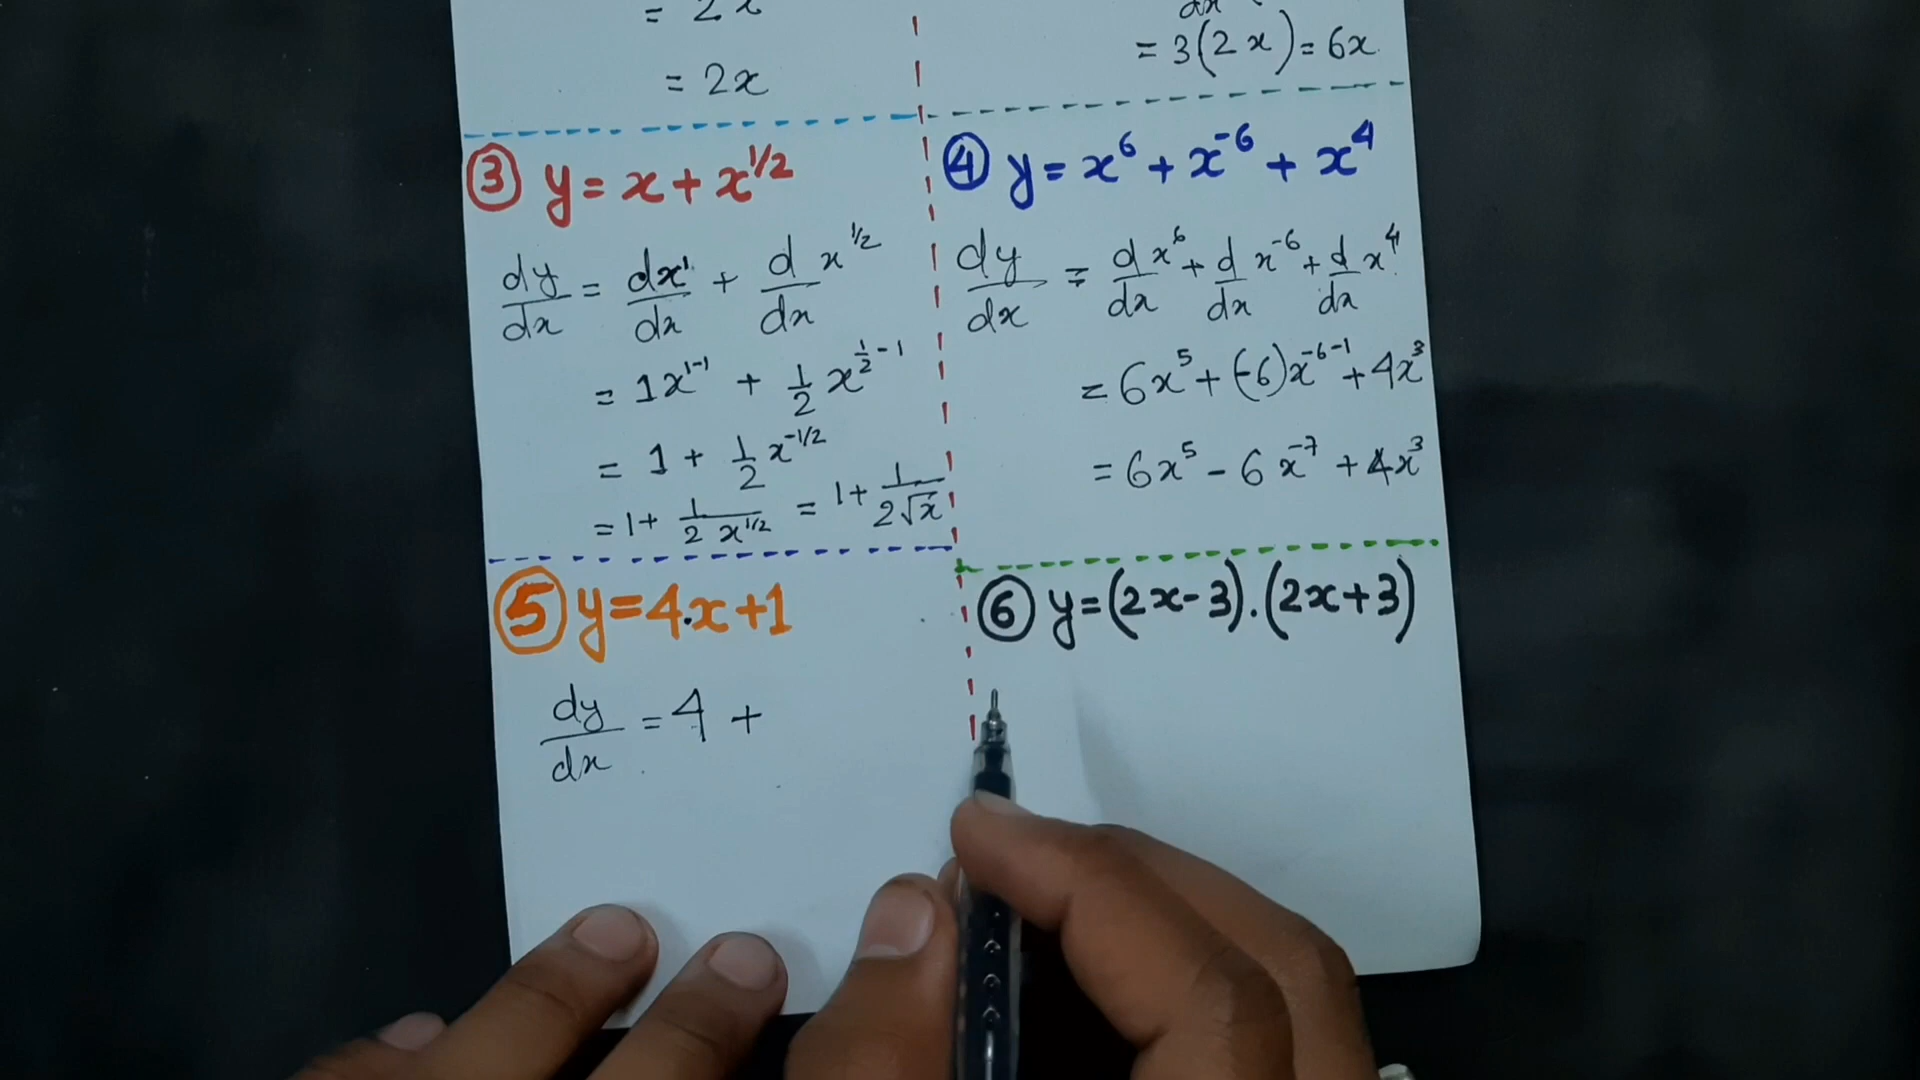 = 2x
= 2x
dx
= 3(2x) = 6x
③ y = x + x^1/2
dy/dx = dx^1/dx + d/dx x^1/2
= 1x^1-1 + 1/2 x^1/2-1
= 1 + 1/2 x^-1/2
= 1 + 1/2 x^1/2 = 1 + 1/2√x
④ y = x^6 + x^-6 + x^4
dy/dx = d/dx x^6 + d/dx x^-6 + d/dx x^4
= 6x^5 + (-6)x^-6-1 + 4x^3
= 6x^5 - 6x^-7 + 4x^3
⑤ y=4.x+1
dy/dx = 4 +
⑥ y=(2x-3).(2x+3)